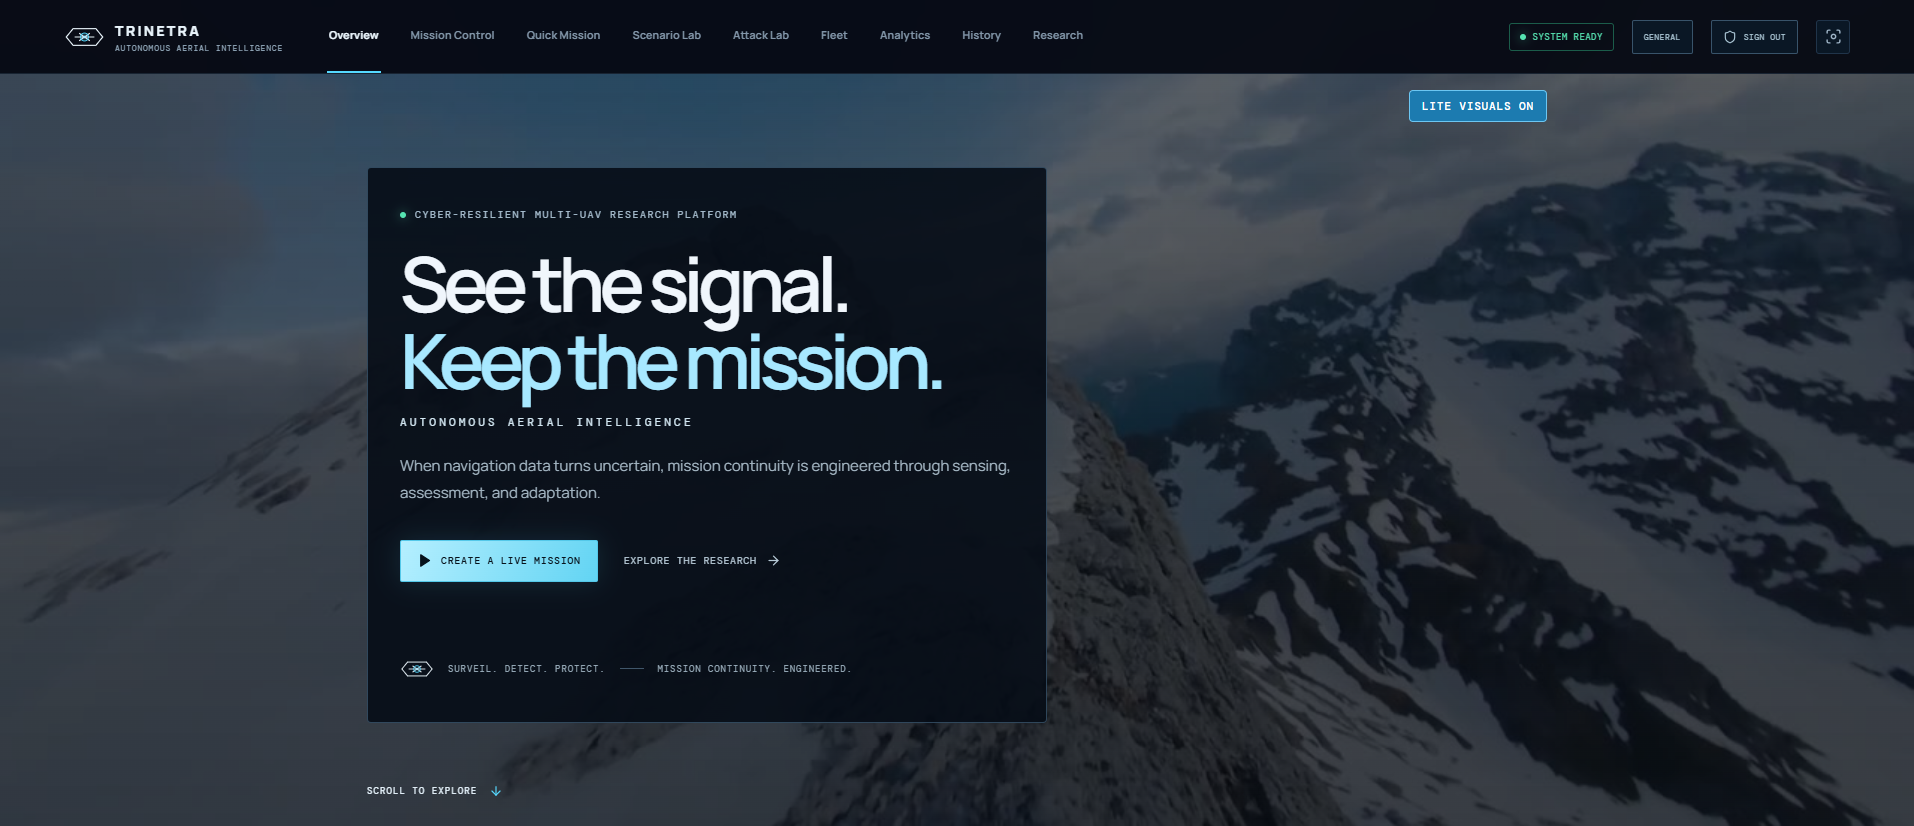 TRINETRA
AUTONOMOUS AERIAL INTELLIGENCE
Overview
Mission Control
Quick Mission
Scenario Lab
Attack Lab
Fleet
Analytics
History
Research
SYSTEM READY
GENERAL
SIGN OUT
LITE VISUALS ON
CYBER-RESILIENT MULTI-UAV RESEARCH PLATFORM
See the signal.
Keep the mission.
AUTONOMOUS AERIAL INTELLIGENCE
When navigation data turns uncertain, mission continuity is engineered through sensing,
assessment, and adaptation.
CREATE A LIVE MISSION
EXPLORE THE RESEARCH
SURVEIL. DETECT. PROTECT.
MISSION CONTINUITY. ENGINEERED.
SCROLL TO EXPLORE